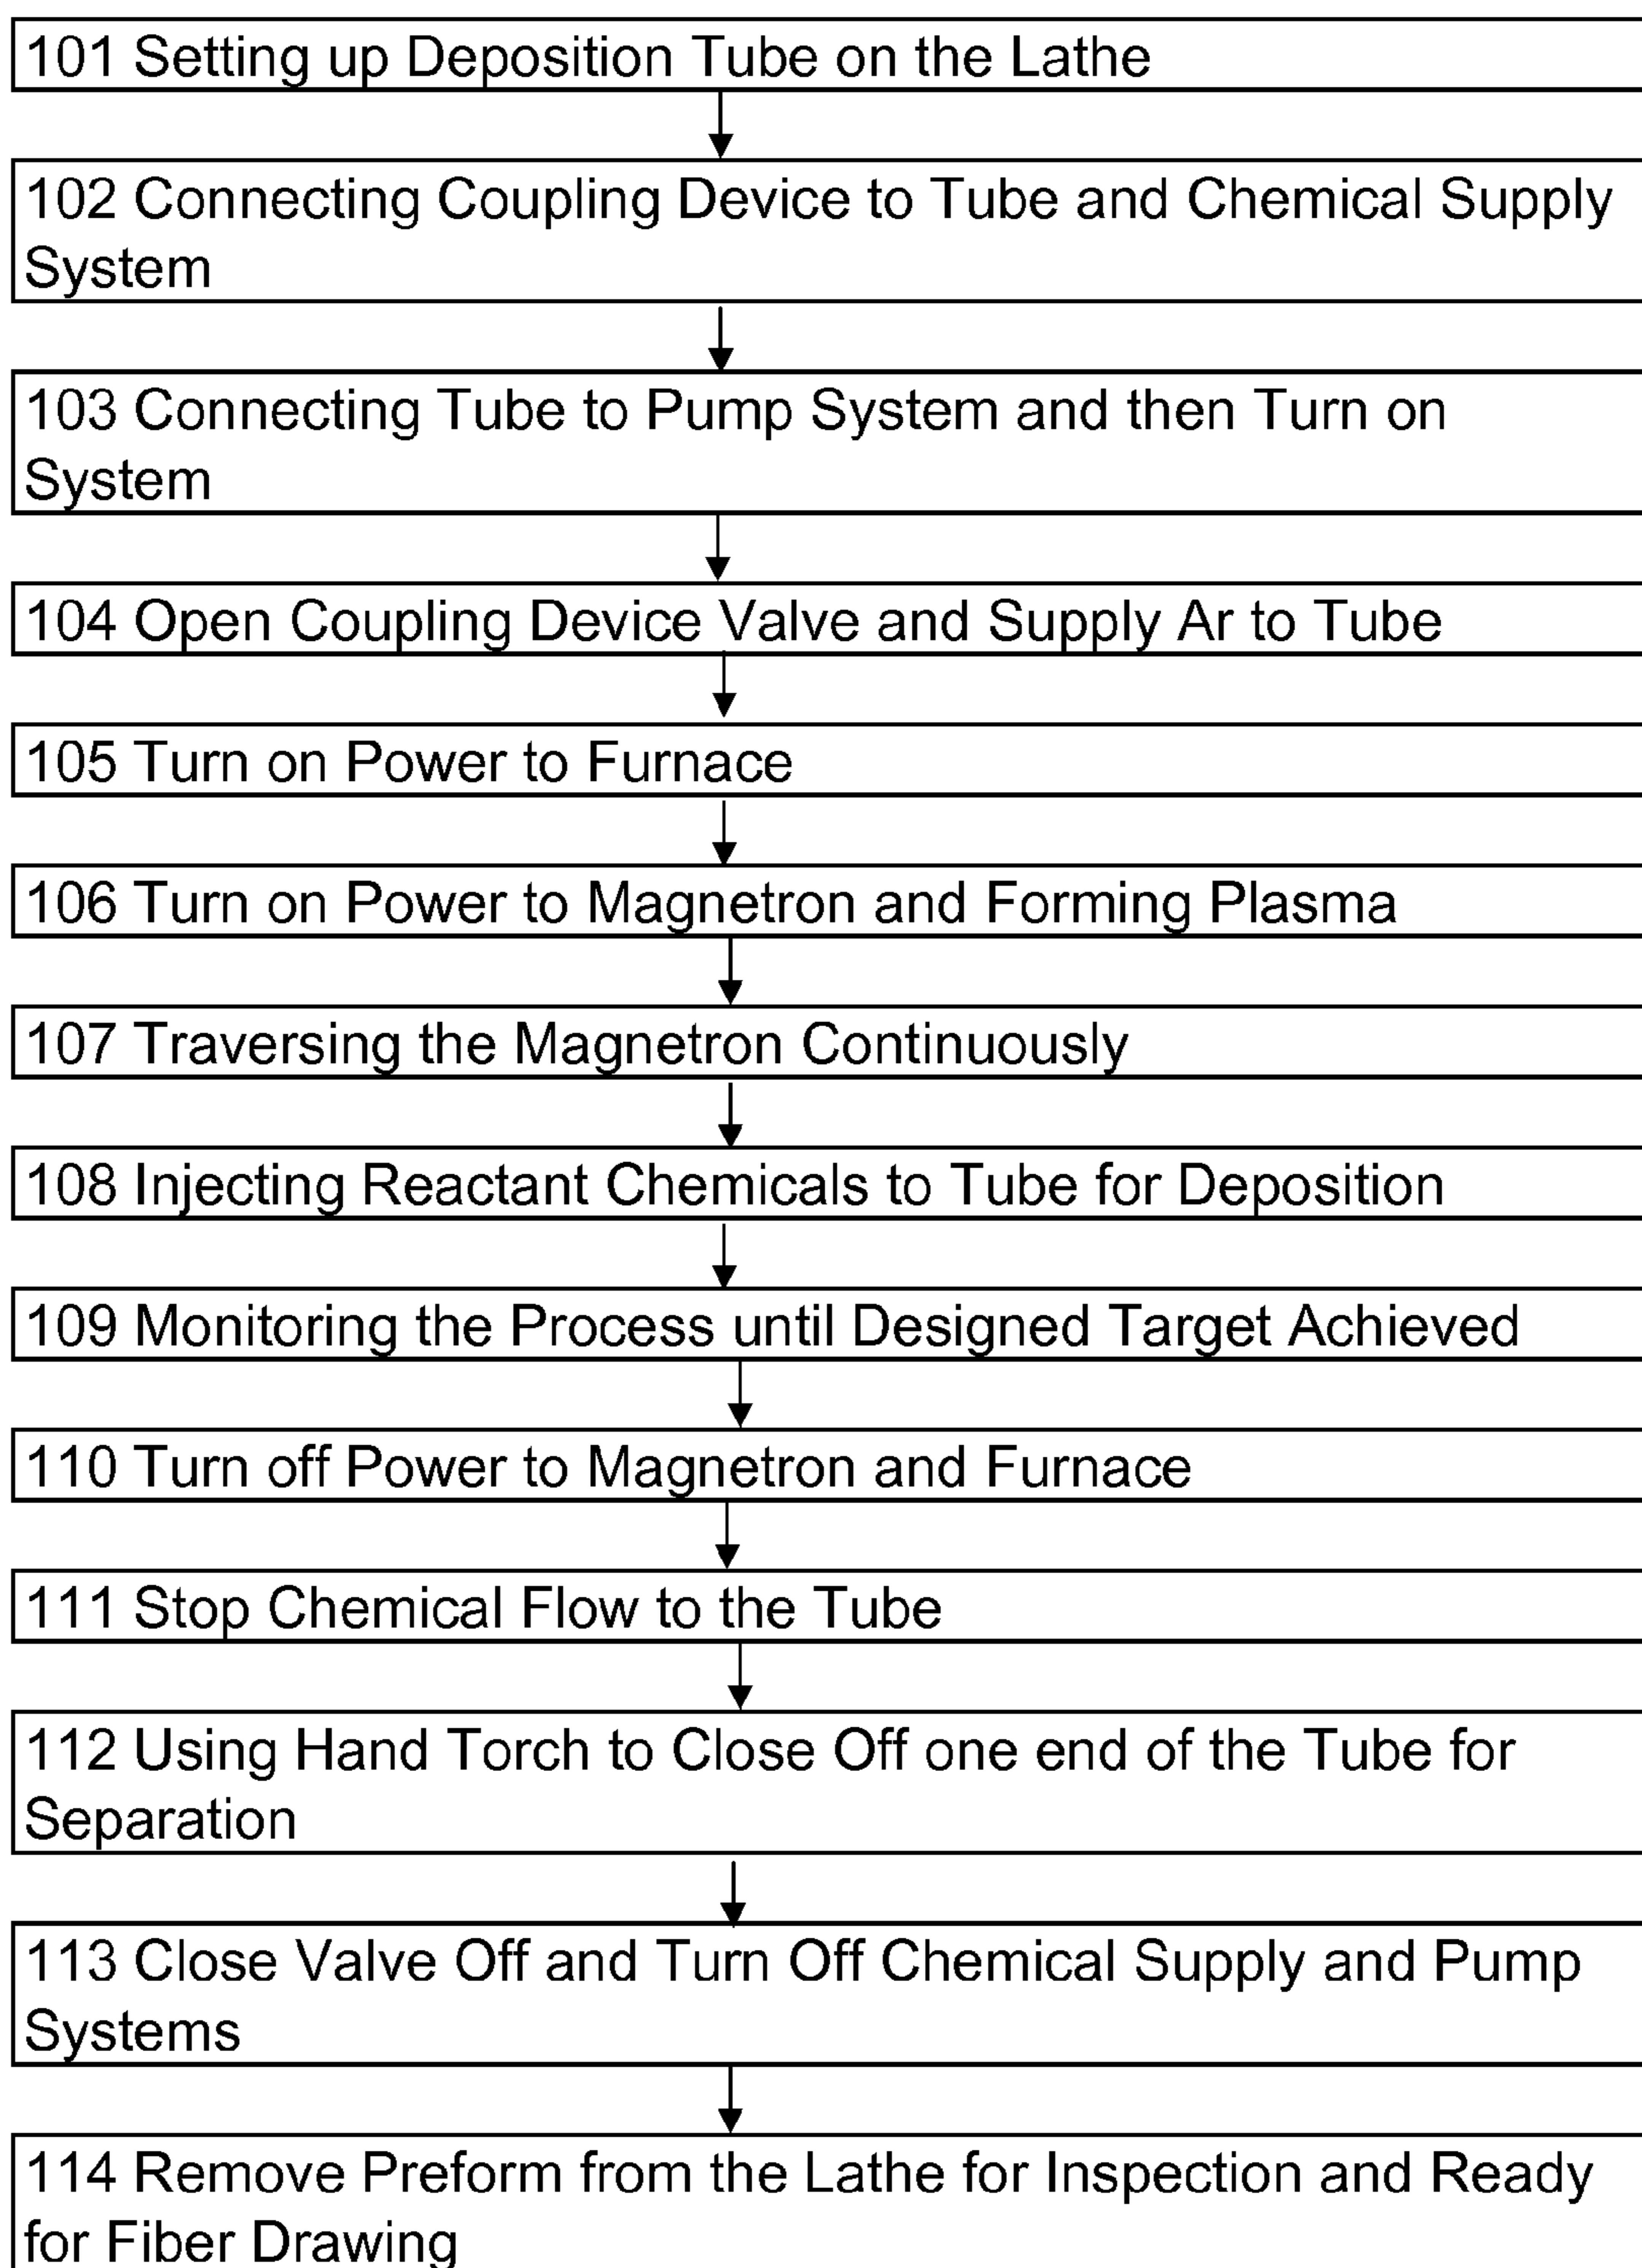 101 Setting up Deposition Tube on the Lathe
102 Connecting Coupling Device to Tube and Chemical Supply
System
103 Connecting Tube to Pump System and then Turn on
System
104 Open Coupling Device Valve and Supply Ar to Tube
105 Turn on Power to Furnace
106 Turn on Power to Magnetron and Forming Plasma
107 Traversing the Magnetron Continuously
108 Injecting Reactant Chemicals to Tube for Deposition
109 Monitoring the Process until Designed Target Achieved
110 Turn off Power to Magnetron and Furnace
111 Stop Chemical Flow to the Tube
112 Using Hand Torch to Close Off one end of the Tube for
Separation
113 Close Valve Off and Turn Off Chemical Supply and Pump
Systems
114 Remove Preform from the Lathe for Inspection and Ready
for Fiber Drawing